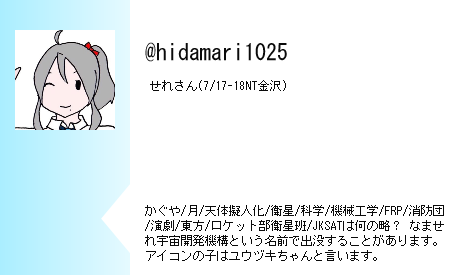 @hidamari1025
せれさん(7/17-18NT金沢)
かぐや/月/天体擬人化/衛星/科学/機械工学/FRP/消防団
/演劇/東方/ロケット部衛星班/JKSATは何の略？ なませ
れ宇宙開発機構という名前で出没することがあります。
アイコンの子はユウヅキちゃんと言います。